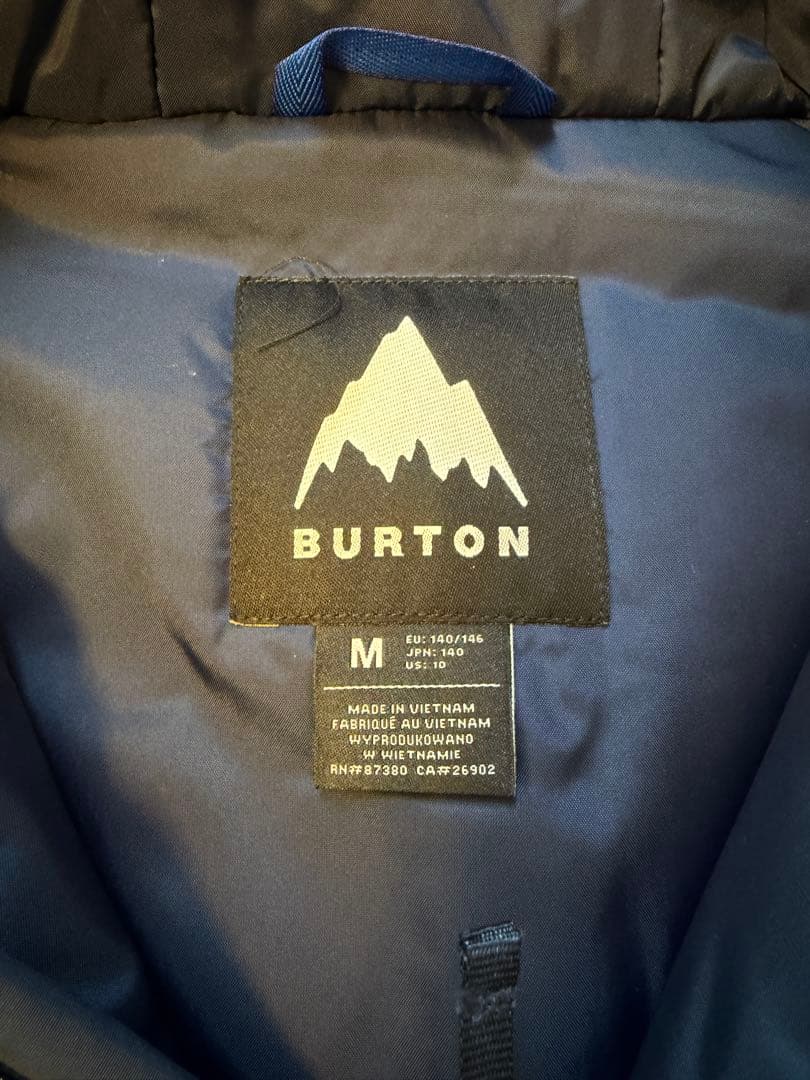 BURTON
M
EU: 140/146
JPN: 140
US: 10
MADE IN VIETNAM
FABRIQUÉ AU VIETNAM
WYPRODUKOWANO
W WIETNAMIE
RN#87380 CA#26902